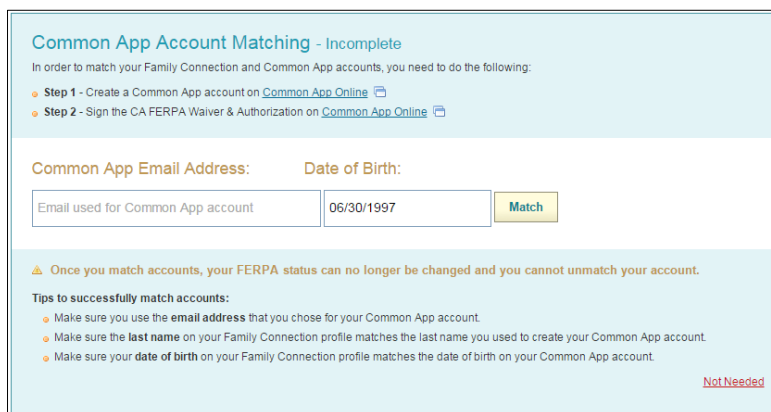 Common App Account Matching - Incomplete
In order to match your Family Connection and Common App accounts, you need to do the following:
Step 1 - Create a Common App account on Common App Online
Step 2 - Sign the CA FERPA Waiver & Authorization on Common App Online
Common App Email Address: Date of Birth:
Email used for Common App account 06/30/1997 Match
Once you match accounts, your FERPA status can no longer be changed and you cannot unmatch your account.
Tips to successfully match accounts:
Make sure you use the email address that you chose for your Common App account.
Make sure the last name on your Family Connection profile matches the last name you used to create your Common App account.
Make sure your date of birth on your Family Connection profile matches the date of birth on your Common App account.
Not Needed